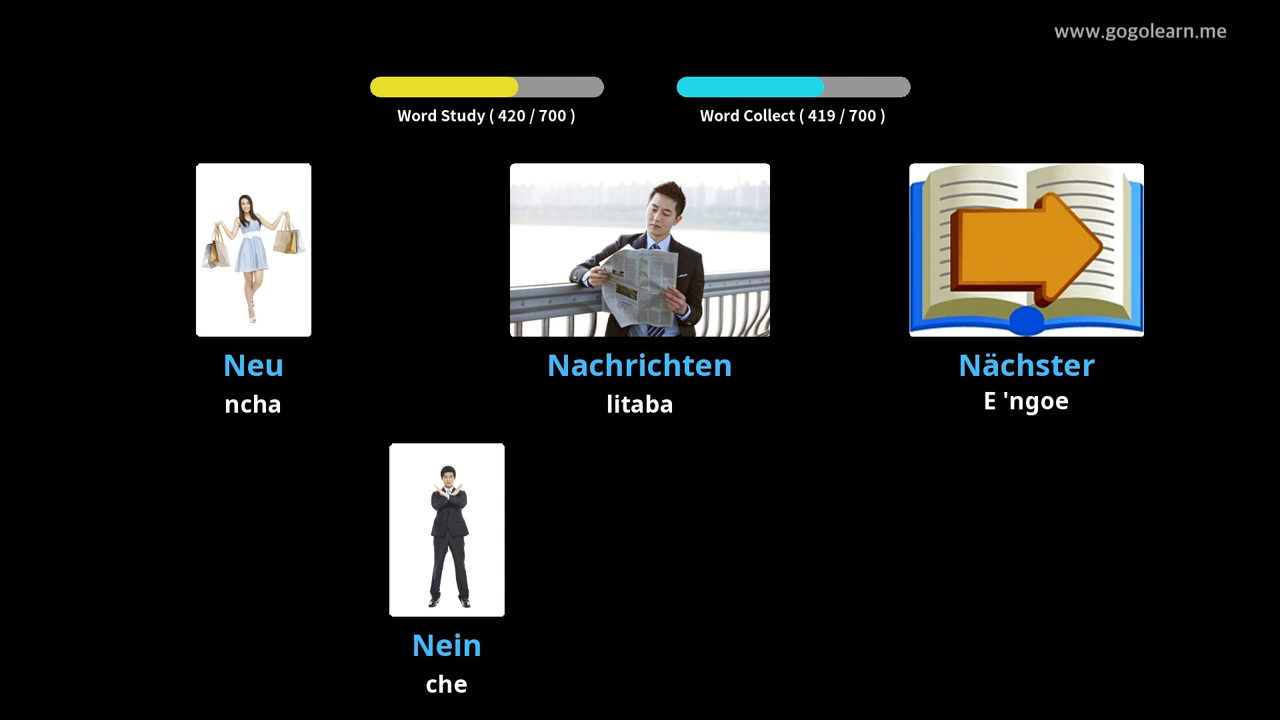 www.gogolearn.me
Word Study ( 420 / 700 )
Word Collect ( 419 / 700 )
Neu
ncha
Nachrichten
litaba
Nächster
E 'ngoe
Nein
che